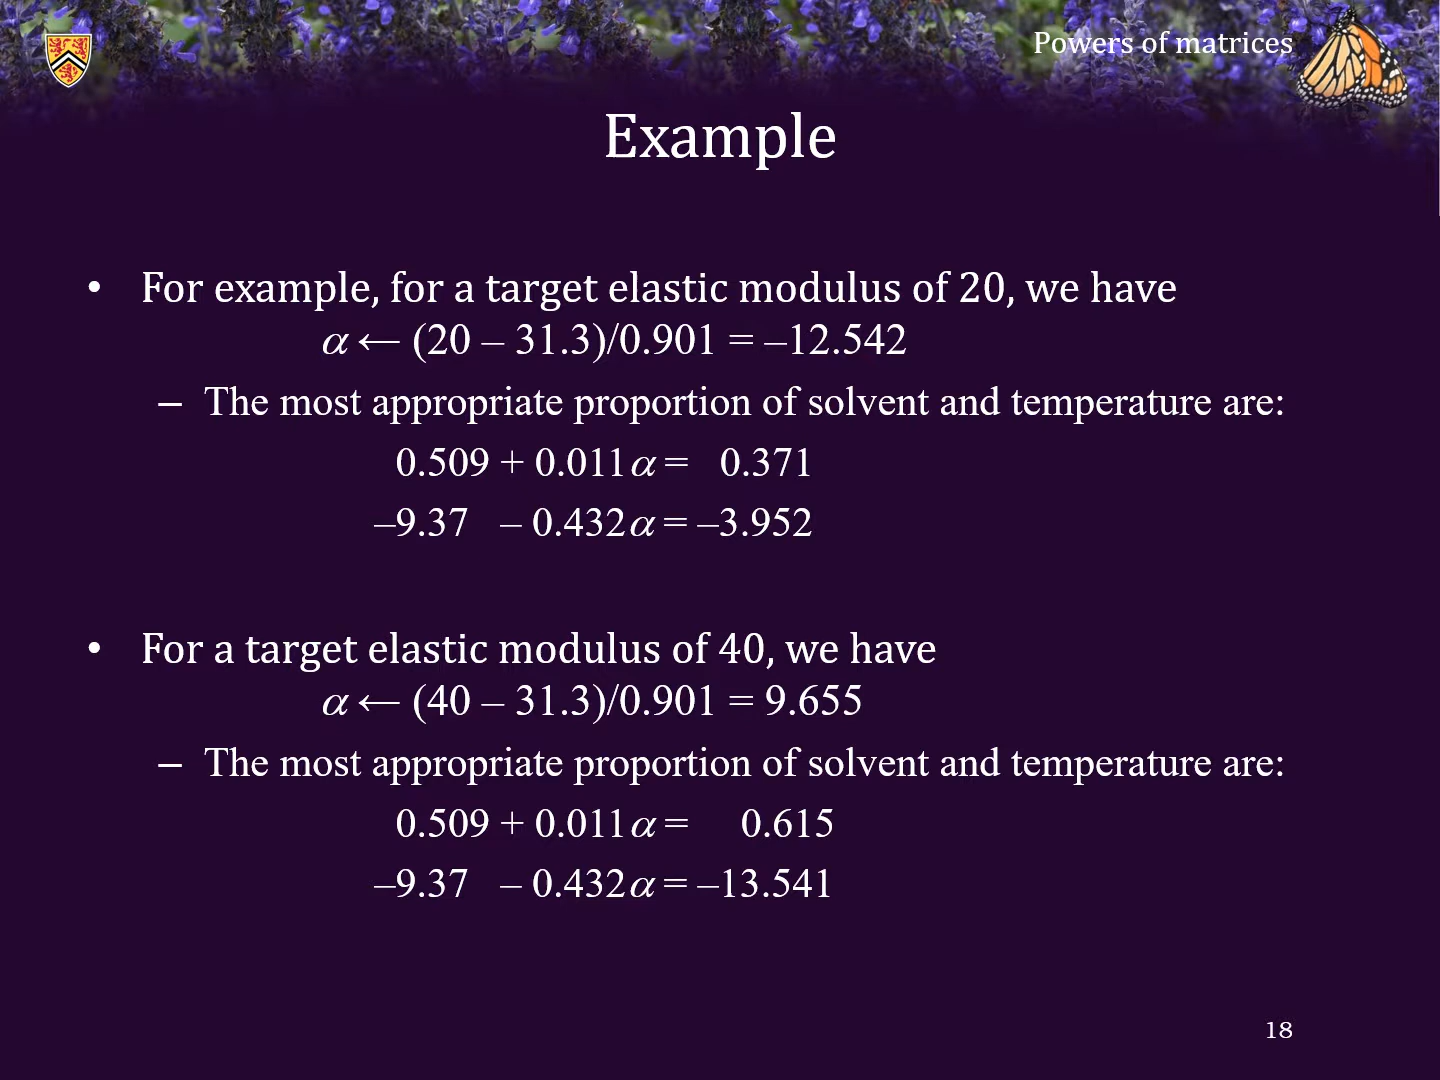 Powers of matrices
Example
• For example, for a target elastic modulus of 20, we have
α ← (20 – 31.3)/0.901 = –12.542
– The most appropriate proportion of solvent and temperature are:
0.509 + 0.011α = 0.371
–9.37 – 0.432α = –3.952
• For a target elastic modulus of 40, we have
α ← (40 – 31.3)/0.901 = 9.655
– The most appropriate proportion of solvent and temperature are:
0.509 + 0.011α = 0.615
–9.37 – 0.432α = –13.541
18